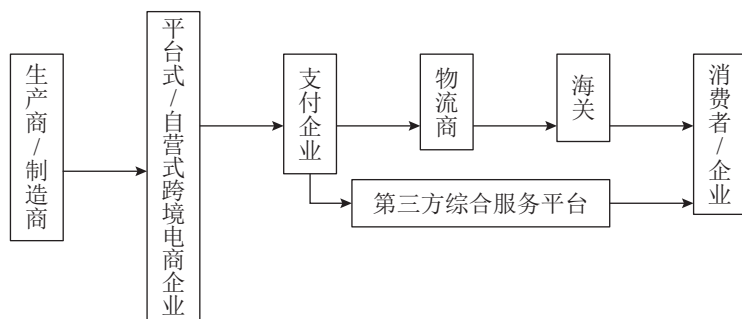 生产商/制造商
平台式/自营式跨境电商企业
支付企业
物流商
海关
消费者/企业
第三方综合服务平台